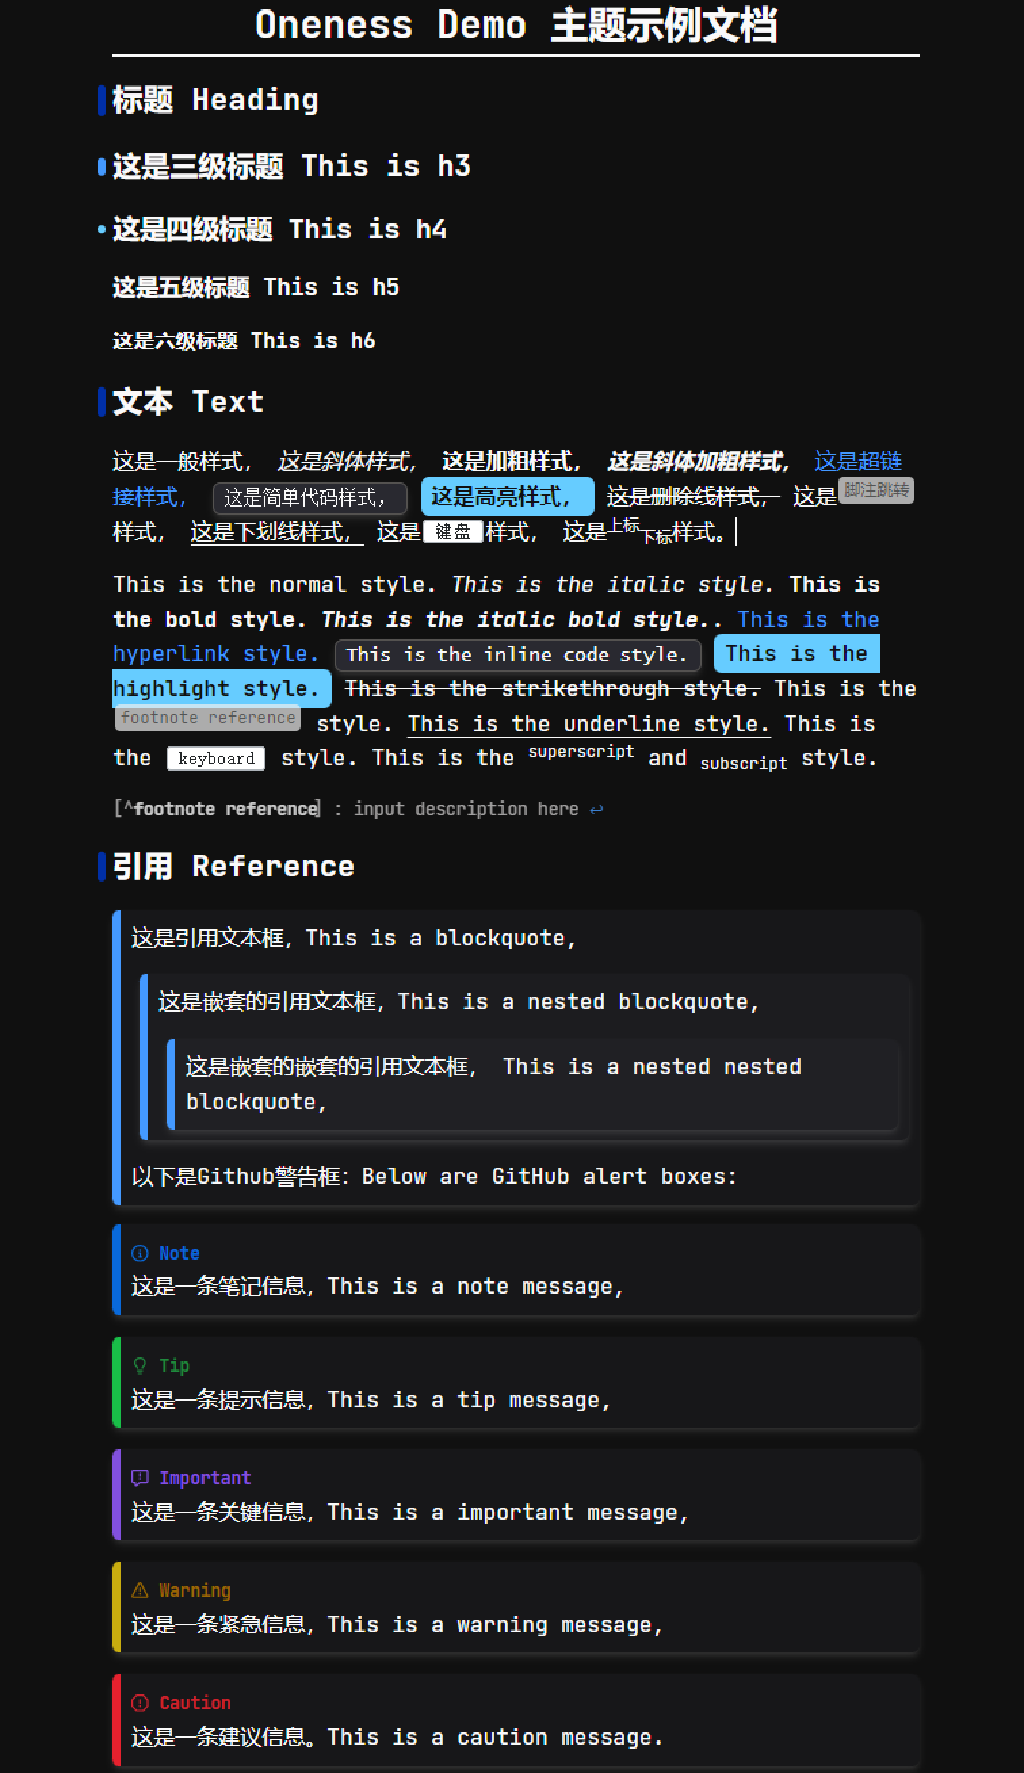 Oneness Demo 主题示例文档
标题 Heading
这是三级标题 This is h3
这是四级标题 This is h4
这是五级标题 This is h5
这是六级标题 This is h6
文本 Text
这是一般样式， 这是斜体样式， 这是加粗样式， 这是斜体加粗样式， 这是超链
接样式， 这是简单代码样式， 这是高亮样式， 这是删除线样式， 这是脚注跳转
样式， 这是下划线样式， 这是键盘样式， 这是上标下标样式。
This is the normal style. This is the italic style. This is
the bold style. This is the italic bold style.. This is the
hyperlink style. This is the inline code style. This is the
highlight style. This is the strikethrough style. This is the
footnote reference style. This is the underline style. This is
the keyboard style. This is the superscript and subscript style.
[^footnote reference] : input description here ↩
引用 Reference
这是引用文本框，This is a blockquote,
这是嵌套的引用文本框，This is a nested blockquote,
这是嵌套的嵌套的引用文本框， This is a nested nested
blockquote,
以下是Github警告框：Below are GitHub alert boxes:
Note
这是一条笔记信息，This is a note message,
Tip
这是一条提示信息，This is a tip message,
Important
这是一条关键信息，This is a important message,
Warning
这是一条紧急信息，This is a warning message,
Caution
这是一条建议信息。This is a caution message.